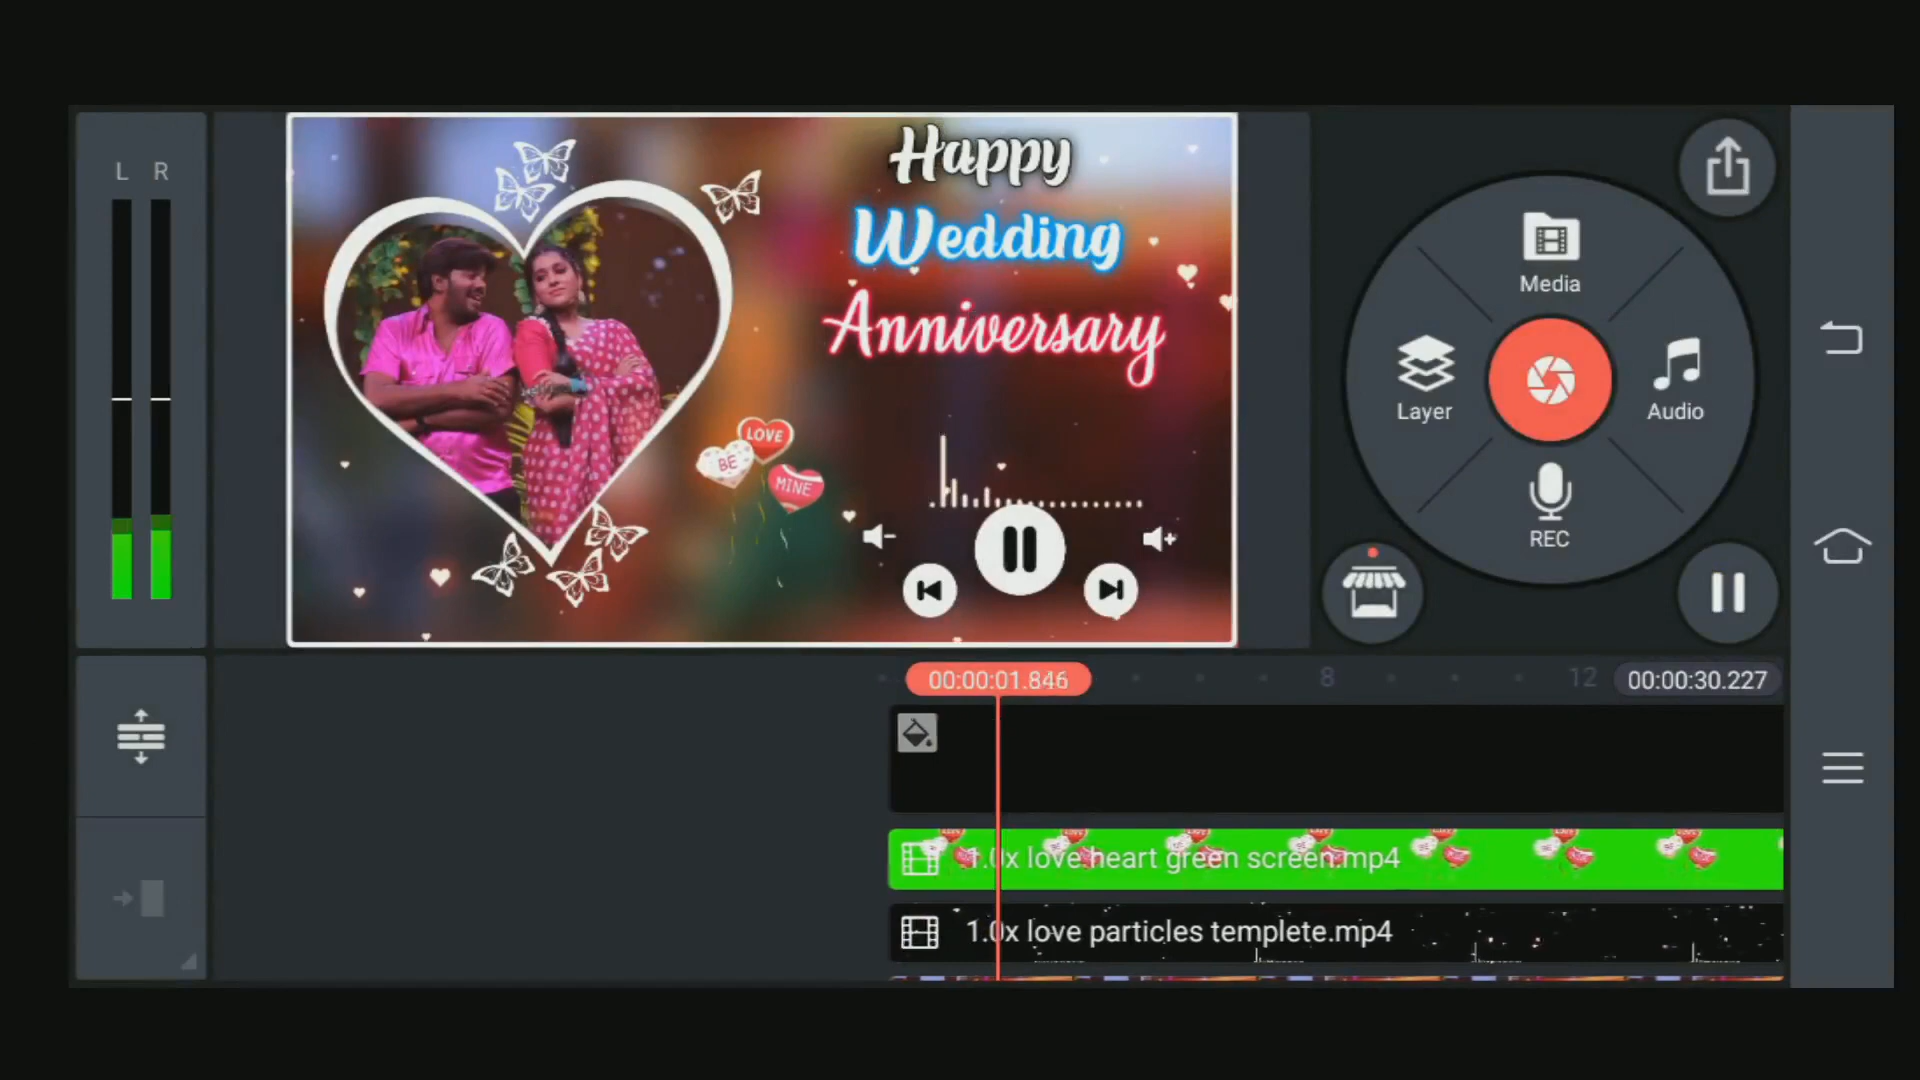 L R
Happy
Wedding
Anniversary
LOVE
BE
MINE
Media
Layer
Audio
REC
00:00:01.846
8
12
00:00:30.227
1.0x love heart green screen.mp4
1.0x love particles templete.mp4